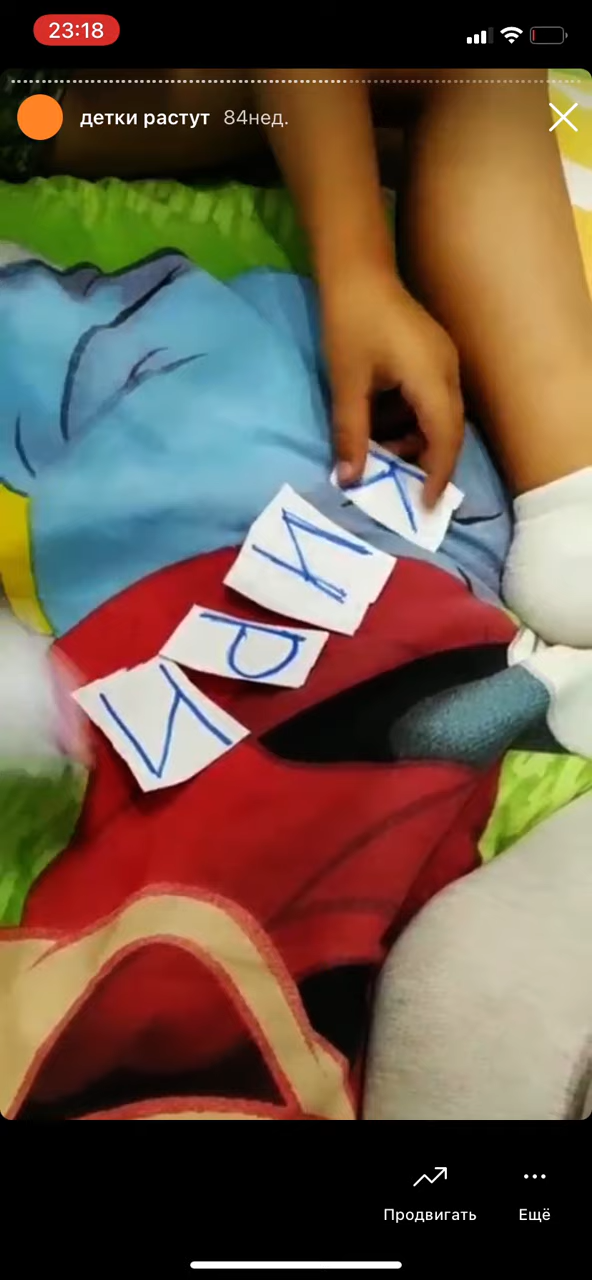 23:18
детки растут 84нед.
К
И
Р
И
Продвигать Ещё